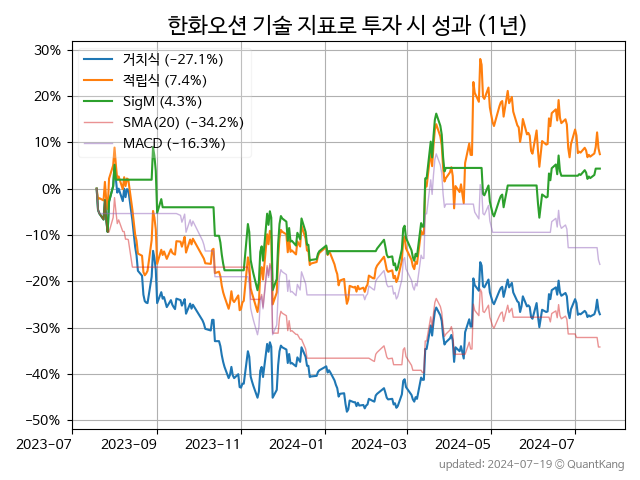 한화오션 기술 지표로 투자 시 성과 (1년)
30%
20%
10%
0%
−10%
−20%
−30%
−40%
−50%
거치식 (−27.1%)
적립식 (7.4%)
SigM (4.3%)
SMA(20) (−34.2%)
MACD (−16.3%)
2023-07 2023-09 2023-11 2024-01 2024-03 2024-05 2024-07
updated: 2024-07-19 © QuantKang